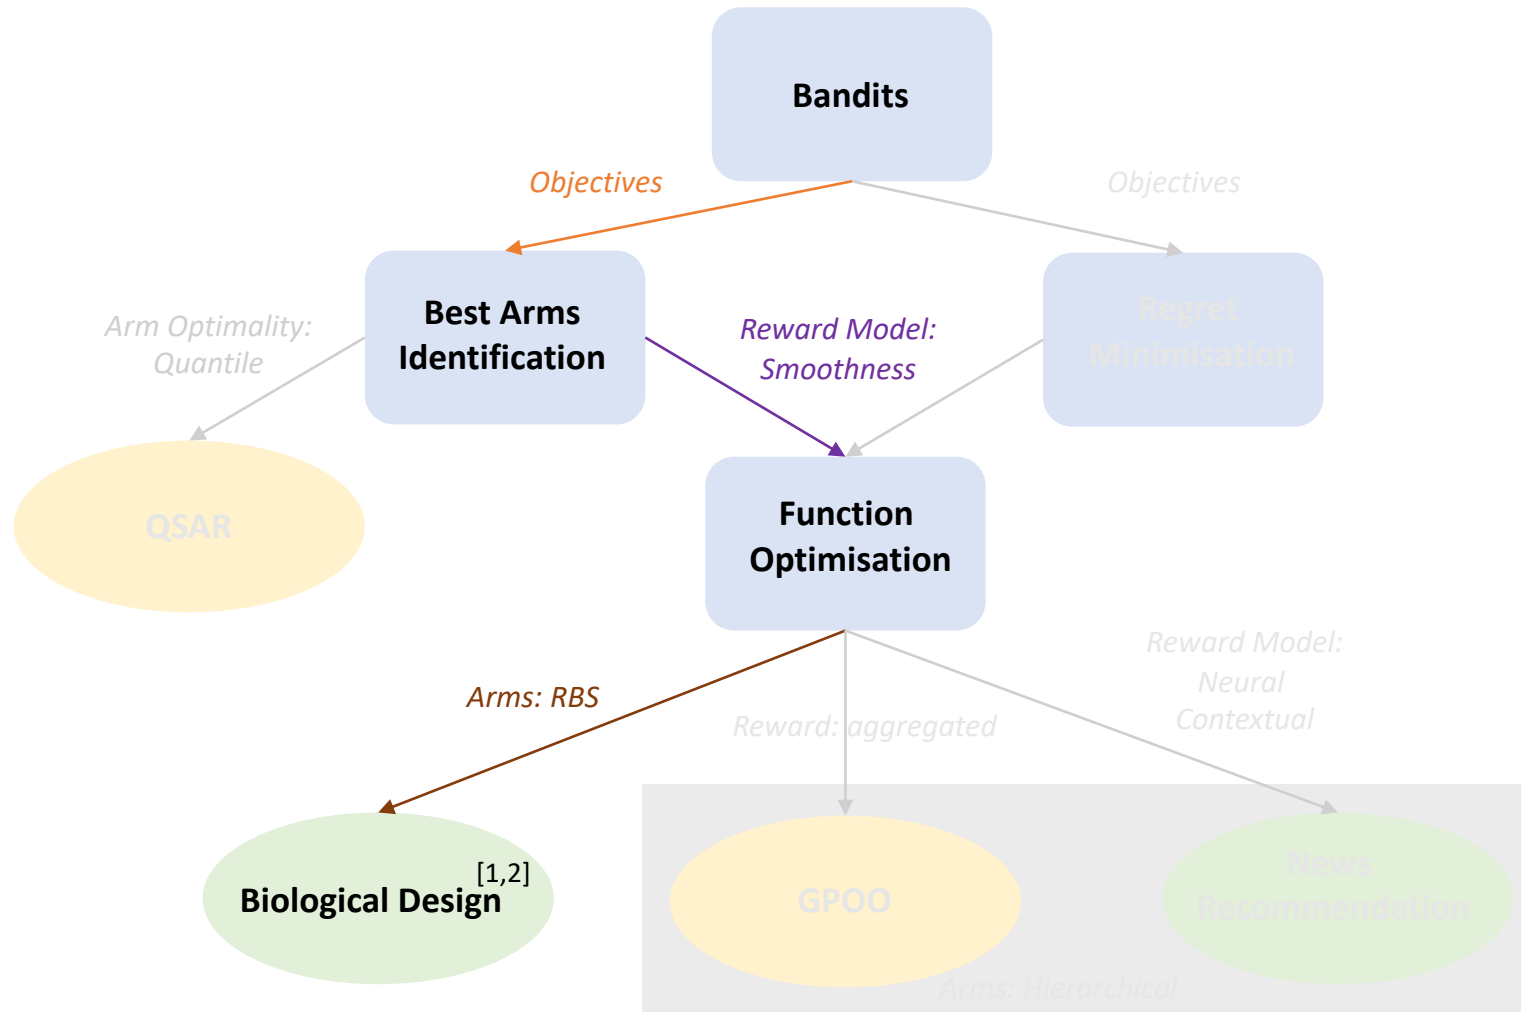 Bandits
Objectives
Objectives
Best Arms
Identification
Regret
Minimisation
Arm Optimality:
Quantile
Reward Model:
Smoothness
QSAR
Function
Optimisation
Arms: RBS
Reward: aggregated
Reward Model:
Neural
Contextual
Biological Design
[1,2]
GPOO
News
Recommendation
Arms: Hierarchical